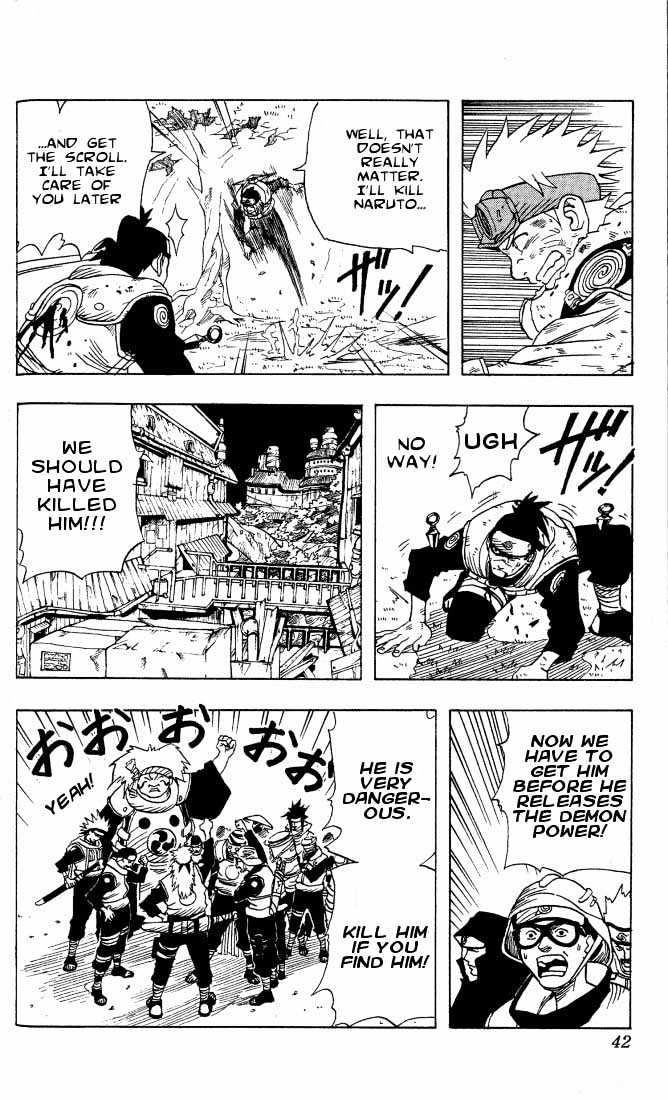 WELL, THAT
DOESN'T
REALLY
MATTER.
I'LL KILL
NARUTO...
ザッ!
...AND GET
THE SCROLL.
I'LL TAKE
CARE OF
YOU LATER
ザッ!
UGH
NO
WAY!
WE
SHOULD
HAVE
KILLED
HIM!!!
NOW WE
HAVE TO
GET HIM
BEFORE HE
RELEASES
THE DEMON
POWER!
HE IS
VERY
DANGER-
OUS.
KILL HIM
IF YOU
FIND HIM!
おおおおお
YEAH!
42